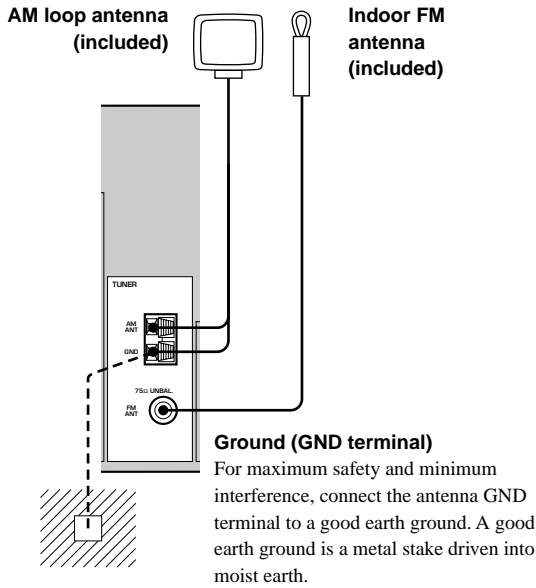 AM loop antenna
(included)
Indoor FM
antenna
(included)
TUNER
AM
ANT
GND
75Ω UNBAL.
FM
ANT
Ground (GND terminal)
For maximum safety and minimum
interference, connect the antenna GND
terminal to a good earth ground. A good
earth ground is a metal stake driven into
moist earth.